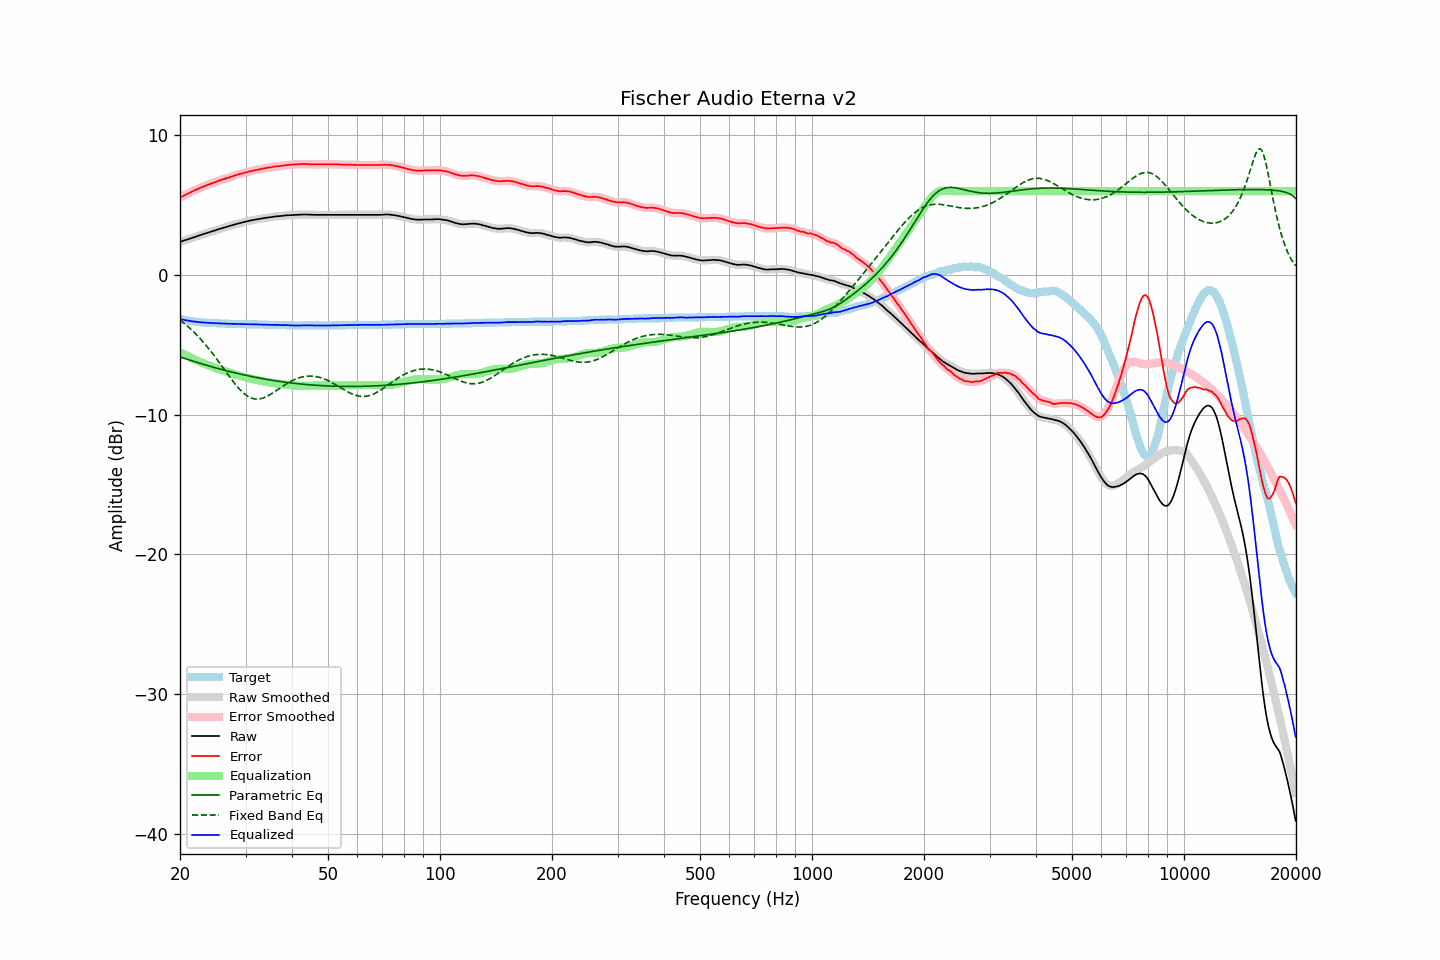 Fischer Audio Eterna v2
Amplitude (dBr)
10
0
−10
−20
−30
−40
Target
Raw Smoothed
Error Smoothed
Raw
Error
Equalization
Parametric Eq
Fixed Band Eq
Equalized
20
50
100
200
500
1000
2000
5000
10000
20000
Frequency (Hz)